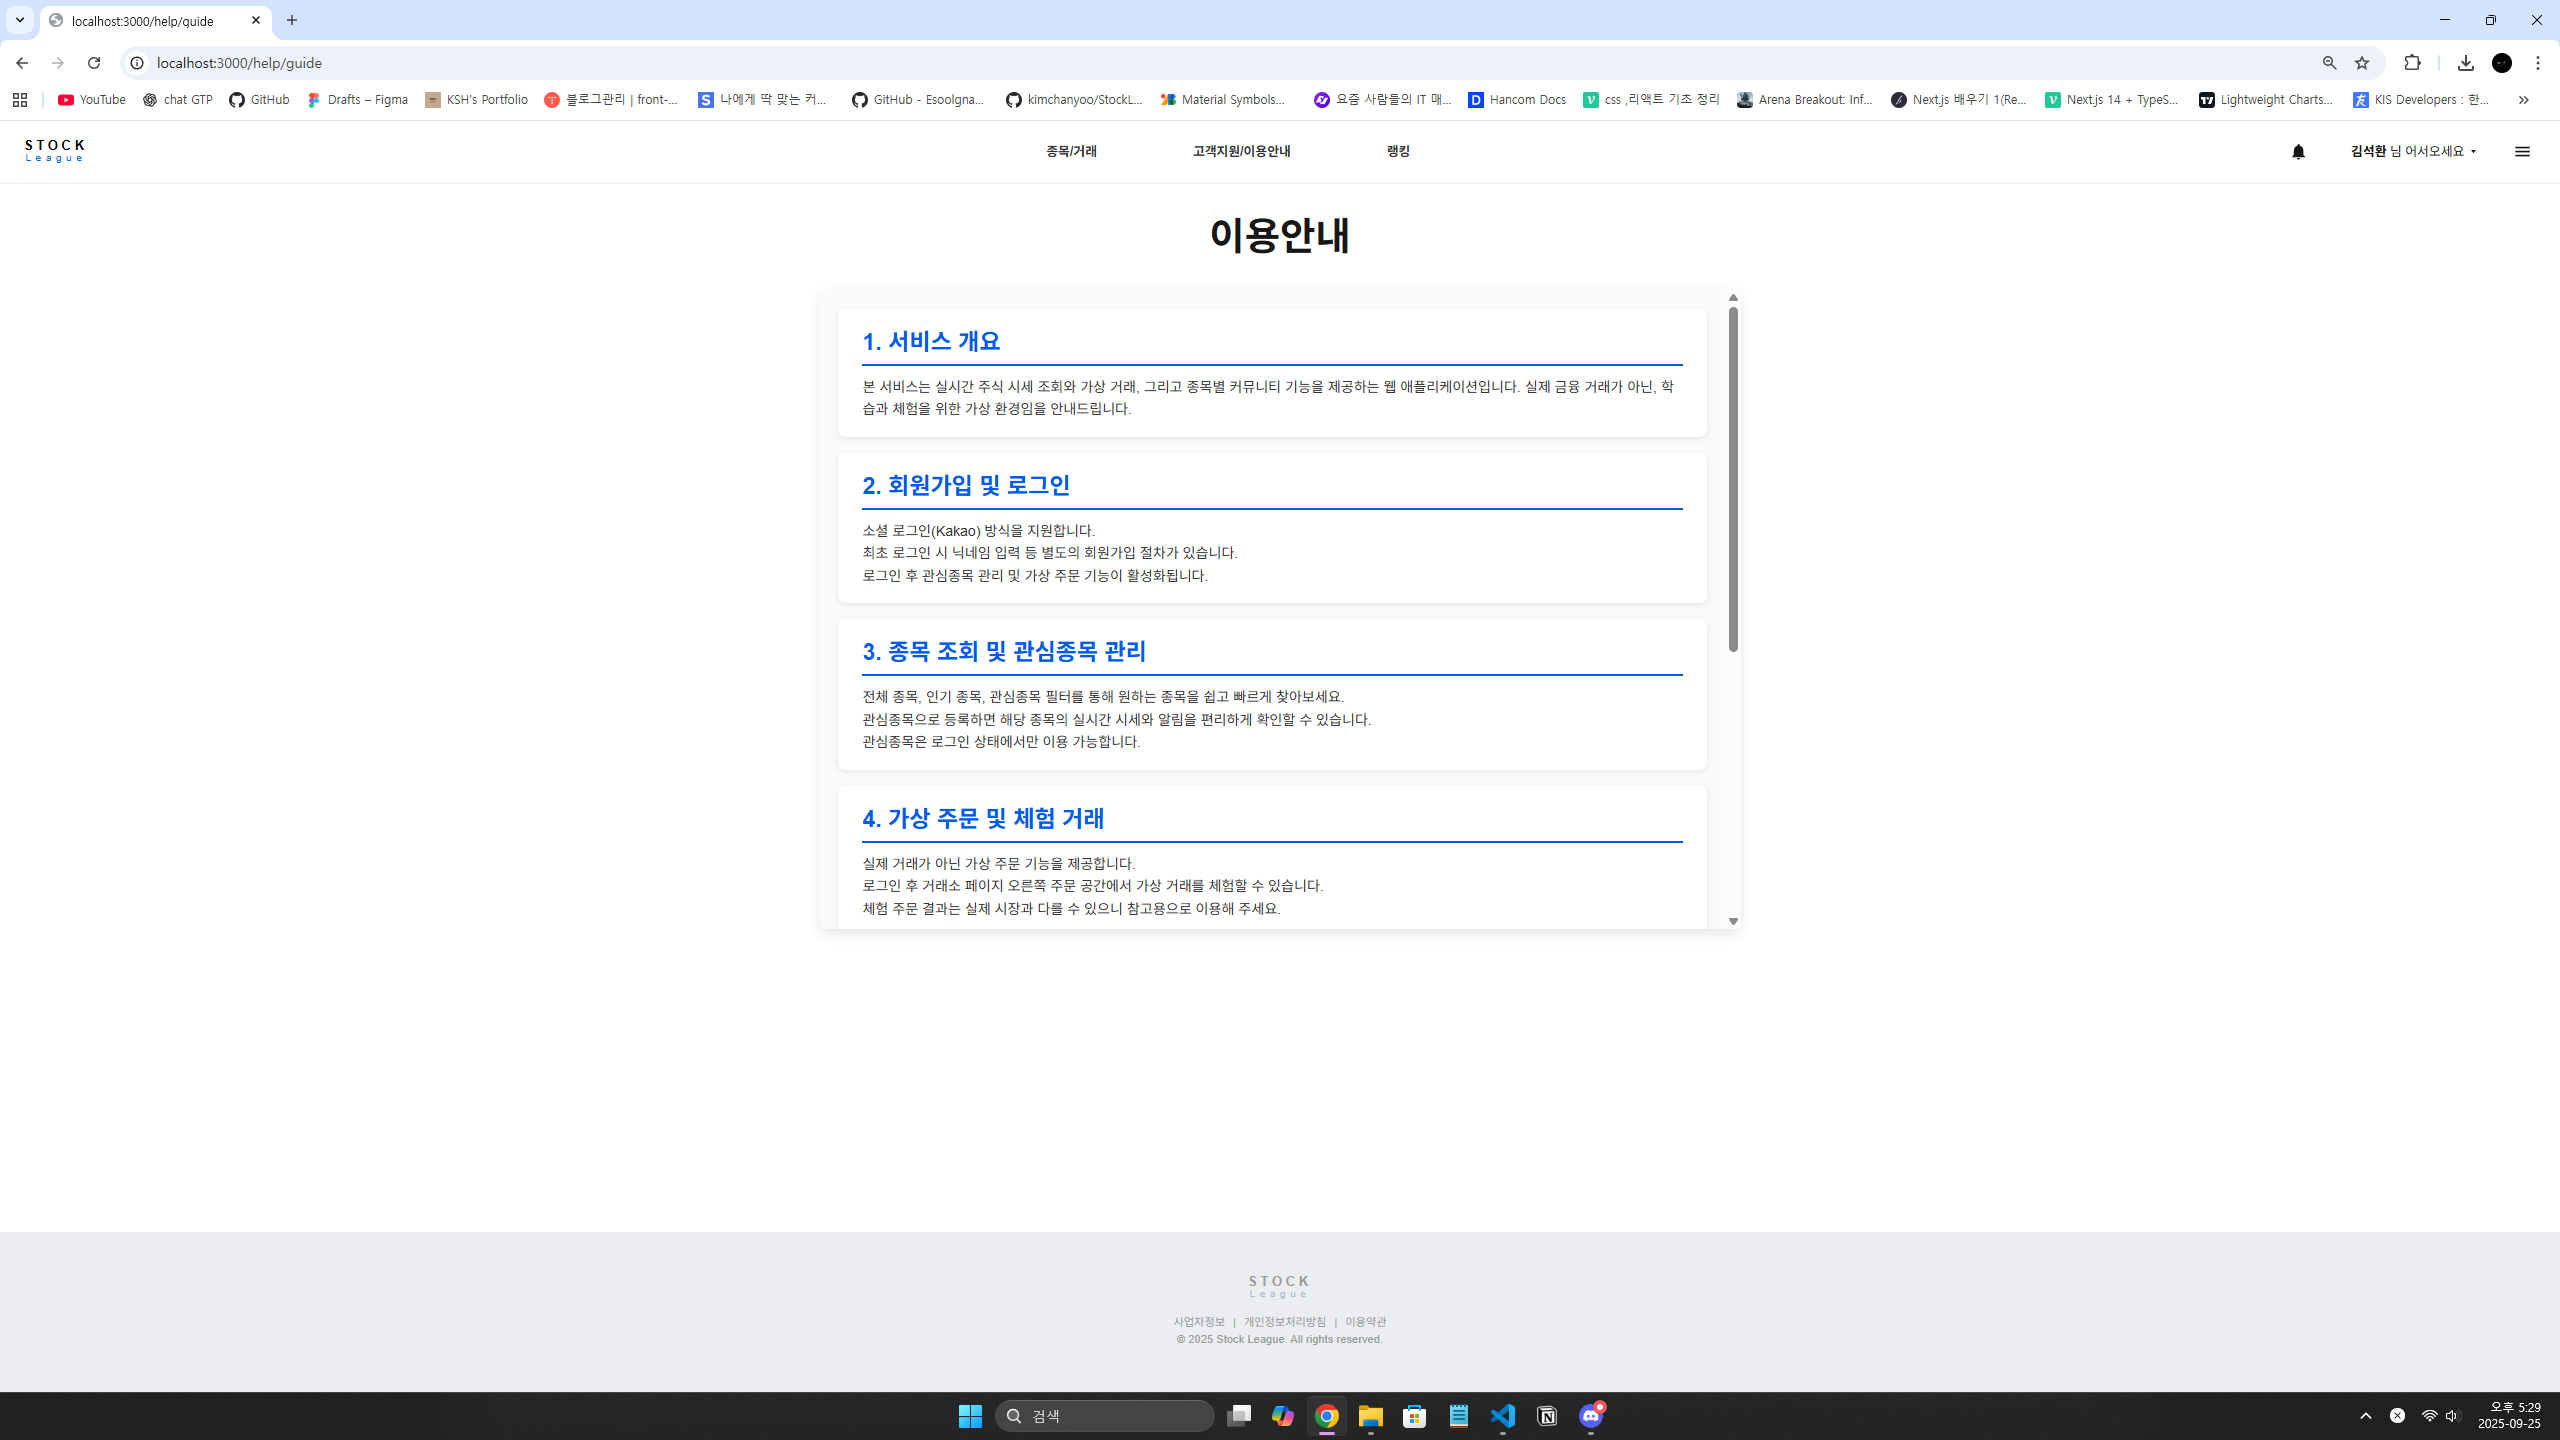 localhost:3000/help/guide
localhost:3000/help/guide
YouTube
chat GTP
GitHub
Drafts – Figma
KSH's Portfolio
블로그관리 | front-...
나에게 딱 맞는 커...
GitHub - Esoolgna...
kimchanyoo/StockL...
Material Symbols...
요즘 사람들의 IT 매...
Hancom Docs
css ,리액트 기초 정리
Arena Breakout: Inf...
Next.js 배우기 1(Re...
Next.js 14 + TypeS...
Lightweight Charts...
KIS Developers : 한...
STOCK
League
종목/거래
고객지원/이용안내
랭킹
김석환 님 어서오세요
이용안내
1. 서비스 개요
본 서비스는 실시간 주식 시세 조회와 가상 거래, 그리고 종목별 커뮤니티 기능을 제공하는 웹 애플리케이션입니다. 실제 금융 거래가 아닌, 학
습과 체험을 위한 가상 환경임을 안내드립니다.
2. 회원가입 및 로그인
소셜 로그인(Kakao) 방식을 지원합니다.
최초 로그인 시 닉네임 입력 등 별도의 회원가입 절차가 있습니다.
로그인 후 관심종목 관리 및 가상 주문 기능이 활성화됩니다.
3. 종목 조회 및 관심종목 관리
전체 종목, 인기 종목, 관심종목 필터를 통해 원하는 종목을 쉽고 빠르게 찾아보세요.
관심종목으로 등록하면 해당 종목의 실시간 시세와 알림을 편리하게 확인할 수 있습니다.
관심종목은 로그인 상태에서만 이용 가능합니다.
4. 가상 주문 및 체험 거래
실제 거래가 아닌 가상 주문 기능을 제공합니다.
로그인 후 거래소 페이지 오른쪽 주문 공간에서 가상 거래를 체험할 수 있습니다.
체험 주문 결과는 실제 시장과 다를 수 있으니 참고용으로 이용해 주세요.
STOCK
League
사업자정보 | 개인정보처리방침 | 이용약관
© 2025 Stock League. All rights reserved.
검색
오후 5:29
2025-09-25